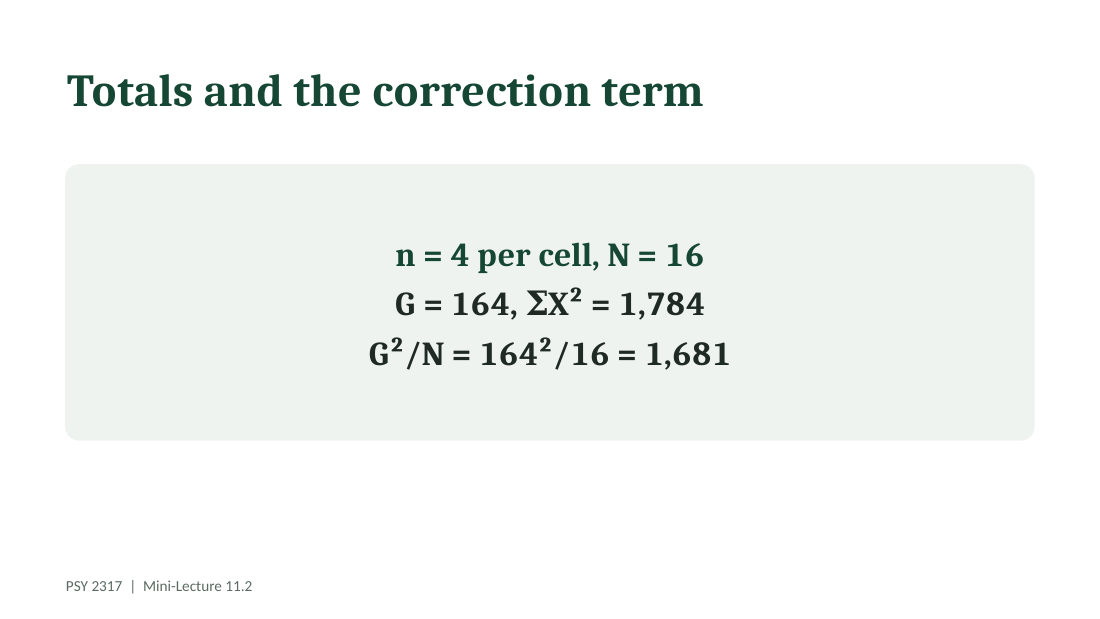 Totals and the correction term
n = 4 per cell, N = 16
G = 164, ΣX² = 1,784
G²/N = 164²/16 = 1,681
PSY 2317 | Mini-Lecture 11.2